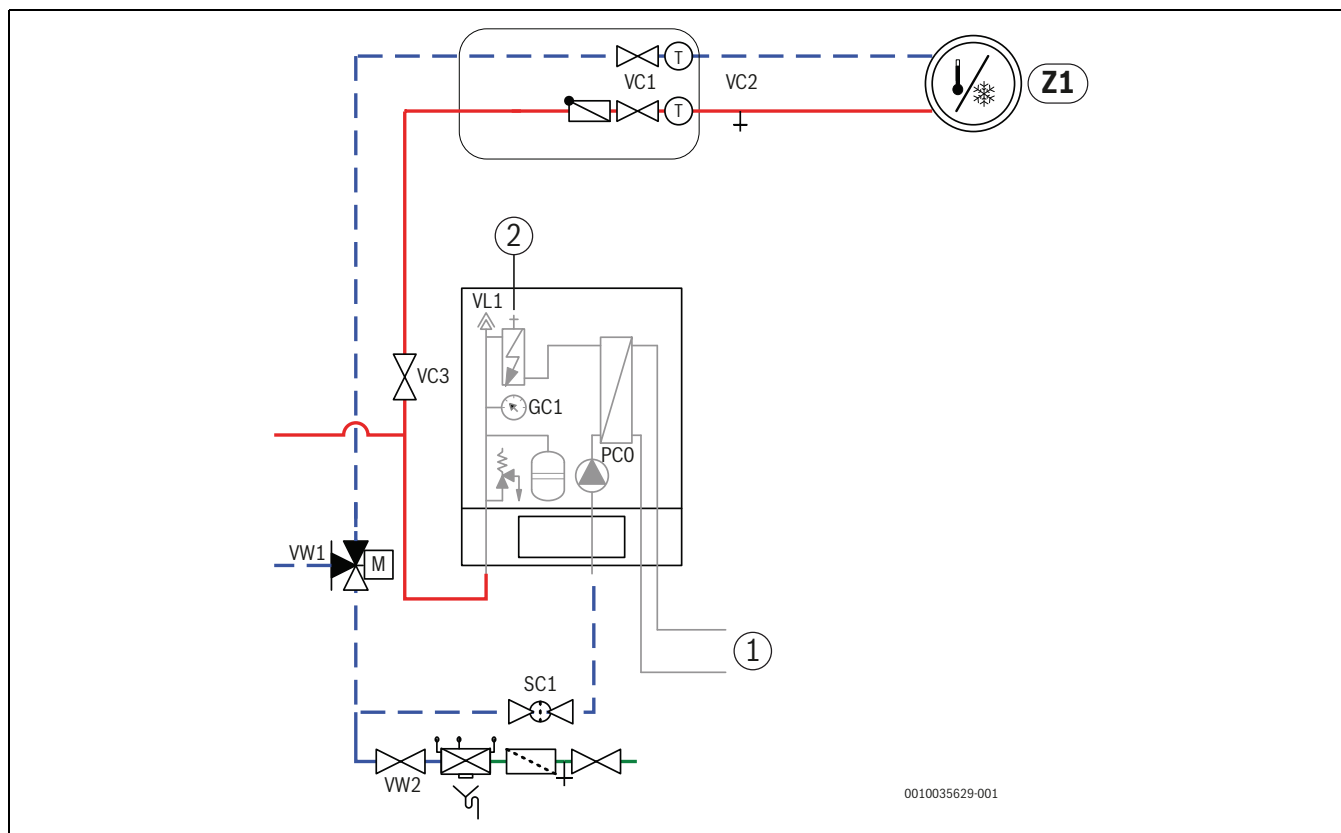 T
VC1
VC2
Z1
T
2
VL1
VC3
GC1
PC0
VW1
M
1
SC1
VW2
0010035629-001